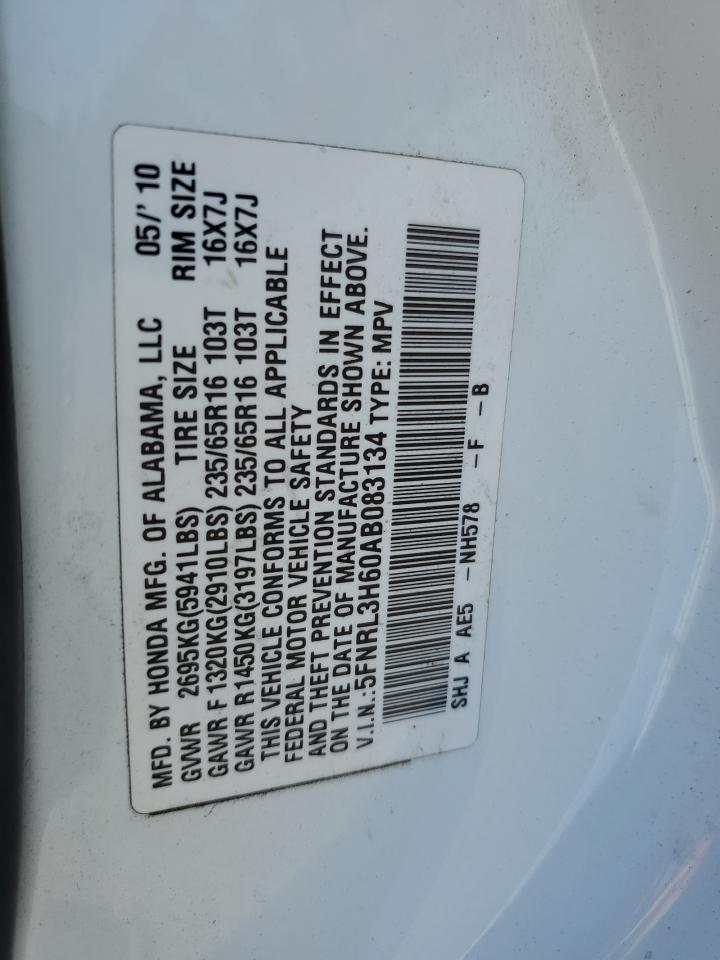 MFD. BY HONDA MFG. OF ALABAMA, LLC 05/'10
GVWR 2695KG(5941LBS) TIRE SIZE RIM SIZE
GAWR F 1320KG(2910LBS) 235/65R16 103T 16X7J
GAWR R 1450KG(3197LBS) 235/65R16 103T 16X7J
THIS VEHICLE CONFORMS TO ALL APPLICABLE
FEDERAL MOTOR VEHICLE SAFETY
AND THEFT PREVENTION STANDARDS IN EFFECT
ON THE DATE OF MANUFACTURE SHOWN ABOVE.
V.I.N.:5FNRL3H60AB083134 TYPE: MPV
SHJ A AE5 -NH578 -F -B